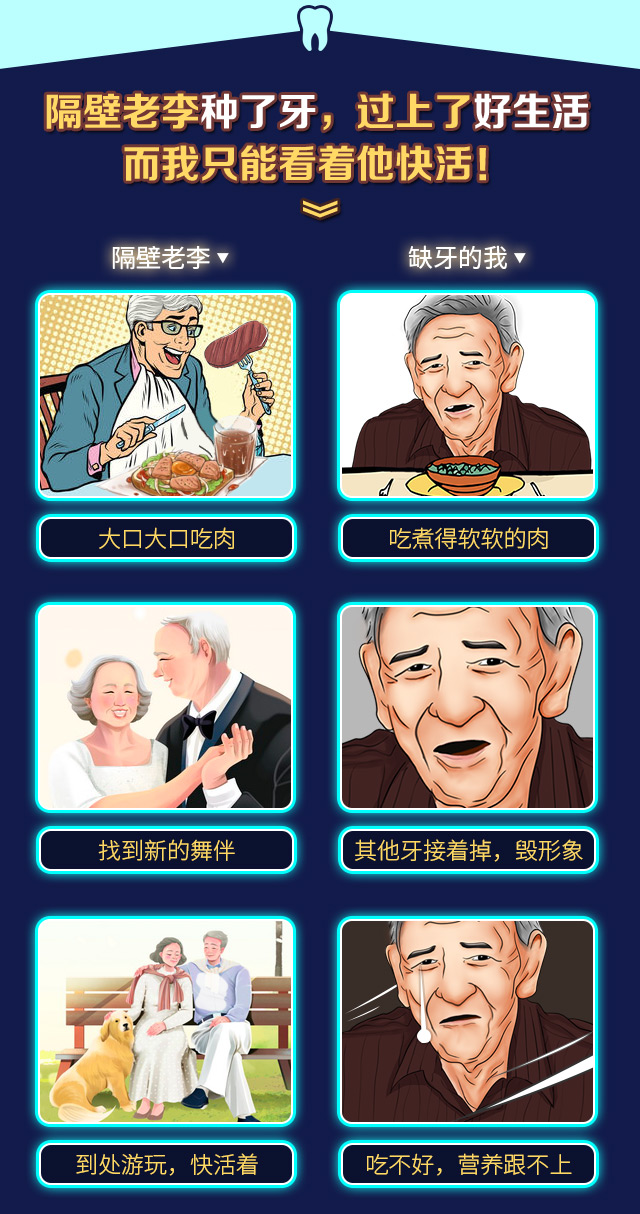 隔壁老李种了牙，过上了好生活
而我只能看着他快活！
隔壁老李▼
缺牙的我▼
大口大口吃肉
吃煮得软软的肉
找到新的舞伴
其他牙接着掉，毁形象
到处游玩，快活着
吃不好，营养跟不上